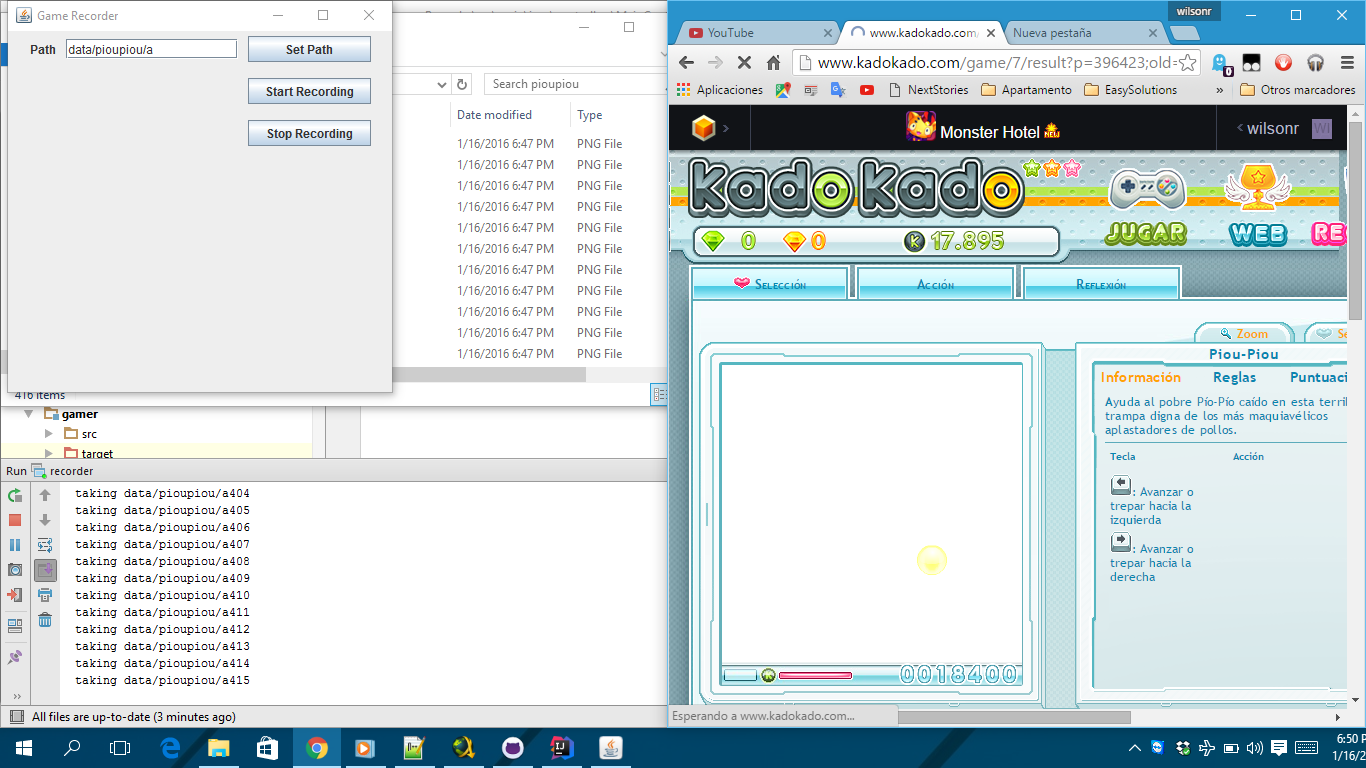 Game Recorder
Path data/pioupiou/a Set Path
Start Recording
Stop Recording
Search pioupiou
Date modified Type
1/16/2016 6:47 PM PNG File
1/16/2016 6:47 PM PNG File
1/16/2016 6:47 PM PNG File
1/16/2016 6:47 PM PNG File
1/16/2016 6:47 PM PNG File
1/16/2016 6:47 PM PNG File
1/16/2016 6:47 PM PNG File
1/16/2016 6:47 PM PNG File
1/16/2016 6:47 PM PNG File
1/16/2016 6:47 PM PNG File
1/16/2016 6:47 PM PNG File
416 items
gamer
src
target
Run recorder
taking data/pioupiou/a404
taking data/pioupiou/a405
taking data/pioupiou/a406
taking data/pioupiou/a407
taking data/pioupiou/a408
taking data/pioupiou/a409
taking data/pioupiou/a410
taking data/pioupiou/a411
taking data/pioupiou/a412
taking data/pioupiou/a413
taking data/pioupiou/a414
taking data/pioupiou/a415
All files are up-to-date (3 minutes ago)
wilsonr
YouTube www.kadokado.com/ Nueva pestaña
www.kadokado.com/game/7/result?p=396423;old=
0
Aplicaciones NextStories Apartamento EasySolutions » Otros marcadores
Monster Hotel NEW wilsonr WI
KadoKado
0 0 K 17.895
JUGAR WEB RE
Selección Acción Reflexión
Zoom Se
Piou-Piou
Información Reglas Puntuaci
Ayuda al pobre Pío-Pío caído en esta terrib
trampa digna de los más maquiavélicos
aplastadores de pollos.
Tecla Acción
: Avanzar o
trepar hacia la
izquierda
: Avanzar o
trepar hacia la
derecha
0018400
Esperando a www.kadokado.com...
6:50 P
1/16/2